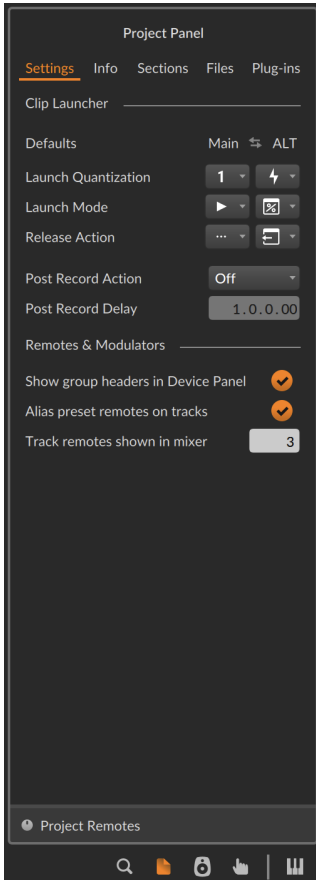 Project Panel
Settings Info Sections Files Plug-ins
Clip Launcher
Defaults Main ALT
Launch Quantization 1
Launch Mode
Release Action ...
Post Record Action Off
Post Record Delay 1.0.0.00
Remotes & Modulators
Show group headers in Device Panel
Alias preset remotes on tracks
Track remotes shown in mixer 3
Project Remotes